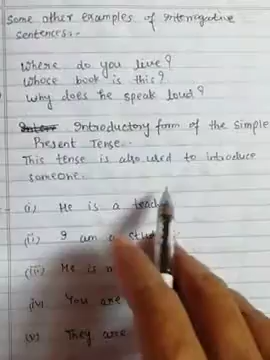 Some other examples of Interrogative
Sentences:-
Where do you live?
Whose book is this?
Why does he speak loud?
Introductory form of the Simple
Present Tense.
This tense is also used to introduce
someone.
(i) He is a
(ii) I am a
(iii) He is
(iv) You are
(v) They are